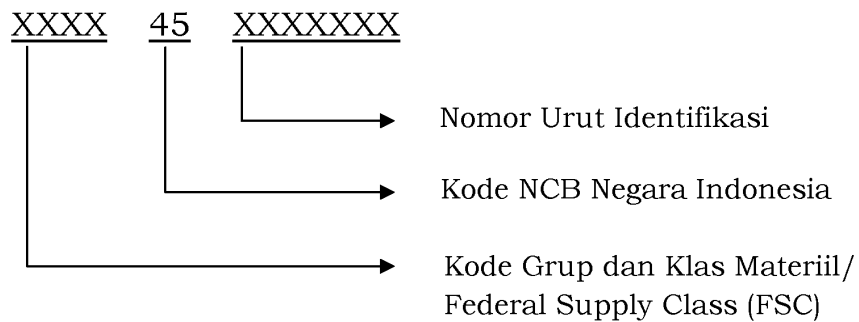 XXXX 45 XXXXXXX
Nomor Urut Identifikasi
Kode NCB Negara Indonesia
Kode Grup dan Klas Materiil/
Federal Supply Class (FSC)